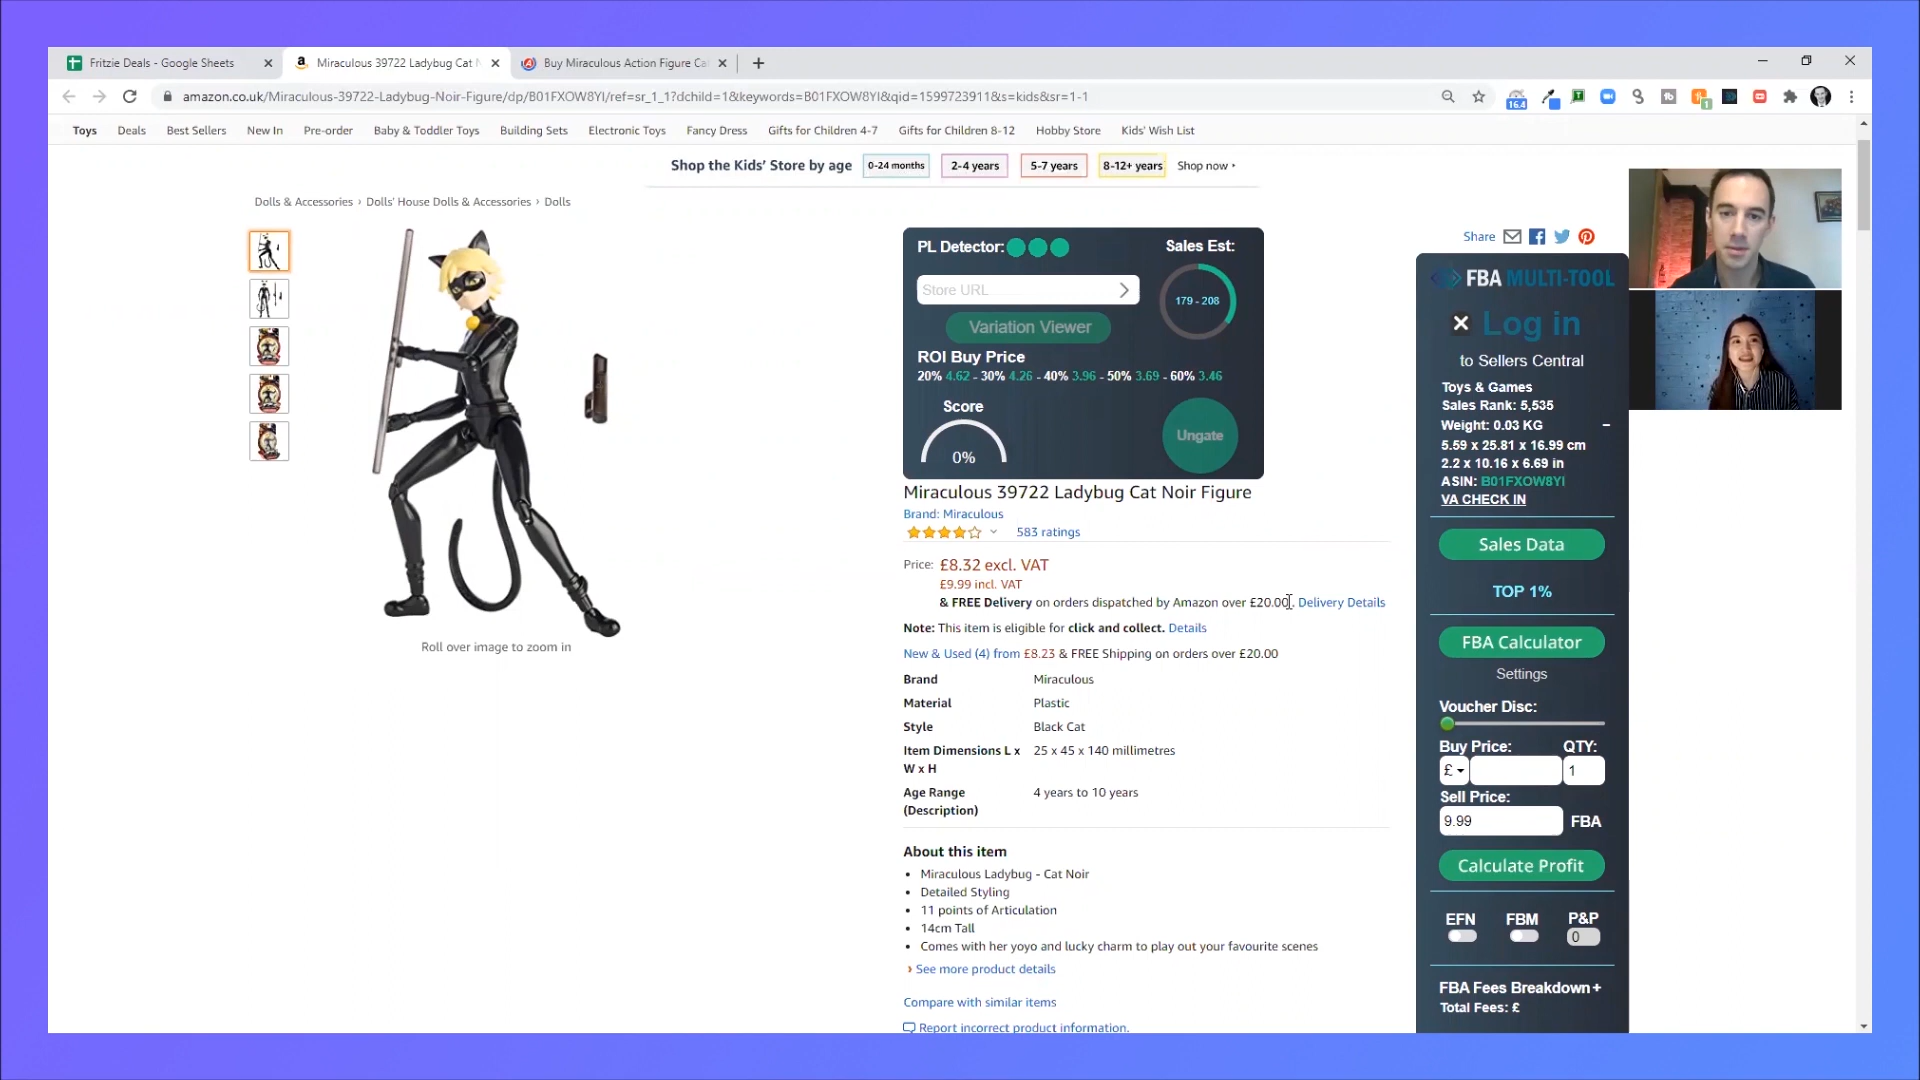 Fritzie Deals - Google Sheets
Miraculous 39722 Ladybug Cat N
Buy Miraculous Action Figure Ca
amazon.co.uk/Miraculous-39722-Ladybug-Noir-Figure/dp/B01FXOW8YI/ref=sr_1_1?dchild=1&keywords=B01FXOW8YI&qid=1599723911&s=kids&sr=1-1
16.4
1
Toys Deals Best Sellers New In Pre-order Baby & Toddler Toys Building Sets Electronic Toys Fancy Dress Gifts for Children 4-7 Gifts for Children 8-12 Hobby Store Kids' Wish List
Shop the Kids' Store by age 0-24 months 2-4 years 5-7 years 8-12+ years Shop now
Dolls & Accessories › Dolls' House Dolls & Accessories › Dolls
Roll over image to zoom in
PL Detector:
Sales Est:
Store URL
179 - 208
Variation Viewer
ROI Buy Price
20% 4.62 - 30% 4.26 - 40% 3.96 - 50% 3.69 - 60% 3.46
Score
0%
Ungate
Miraculous 39722 Ladybug Cat Noir Figure
Brand: Miraculous
583 ratings
Price: £8.32 excl. VAT
£9.99 incl. VAT
& FREE Delivery on orders dispatched by Amazon over £20.00. Delivery Details
Note: This item is eligible for click and collect. Details
New & Used (4) from £8.23 & FREE Shipping on orders over £20.00
Brand Miraculous
Material Plastic
Style Black Cat
Item Dimensions L x 25 x 45 x 140 millimetres
W x H
Age Range 4 years to 10 years
(Description)
About this item
• Miraculous Ladybug - Cat Noir
• Detailed Styling
• 11 points of Articulation
• 14cm Tall
• Comes with her yoyo and lucky charm to play out your favourite scenes
› See more product details
Compare with similar items
Report incorrect product information.
Share
FBA MULTI-TOOL
Log in
to Sellers Central
Toys & Games
Sales Rank: 5,535
Weight: 0.03 KG –
5.59 x 25.81 x 16.99 cm
2.2 x 10.16 x 6.69 in
ASIN: B01FXOW8YI
VA CHECK IN
Sales Data
TOP 1%
FBA Calculator
Settings
Voucher Disc:
Buy Price: QTY:
£ 1
Sell Price:
9.99 FBA
Calculate Profit
EFN FBM P&P
0
FBA Fees Breakdown +
Total Fees: £